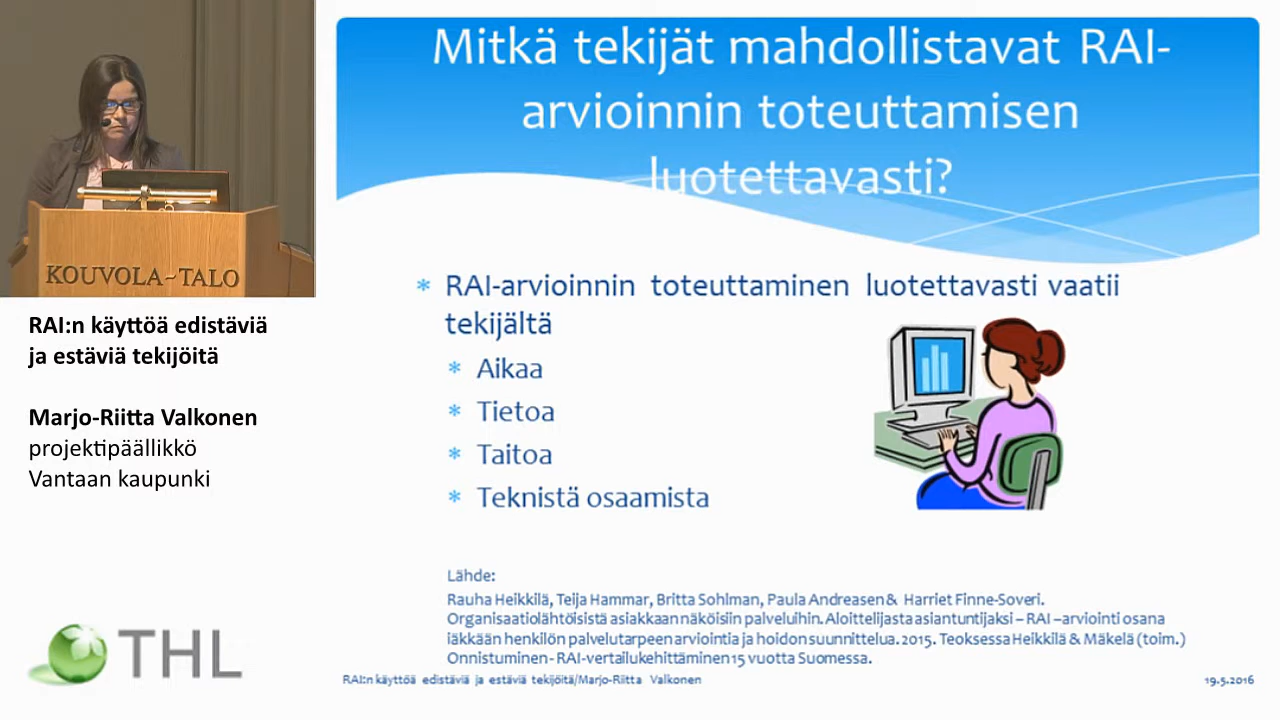 KOUVOLA-TALO
RAI:n käyttöä edistäviä
ja estäviä tekijöitä
Marjo-Riitta Valkonen
projektipäällikkö
Vantaan kaupunki
THL
Mitkä tekijät mahdollistavat RAI-
arvioinnin toteuttamisen
luotettavasti?
RAI-arvioinnin toteuttaminen luotettavasti vaatii
tekijältä
Aikaa
Tietoa
Taitoa
Teknistä osaamista
Lähde:
Rauha Heikkilä, Teija Hammar, Britta Sohlman, Paula Andreasen & Harriet Finne-Soveri.
Organisaatiolähtöisistä asiakkaan näköisiin palveluihin. Aloittelijasta asiantuntijaksi – RAI –arviointi osana
iäkkään henkilön palvelutarpeen arviointia ja hoidon suunnittelua. 2015. Teoksessa Heikkilä & Mäkelä (toim.)
Onnistuminen - RAI-vertailukehittäminen 15 vuotta Suomessa.
RAI:n käyttöä edistäviä ja estäviä tekijöitä/Marjo-Riitta Valkonen
19.5.2016